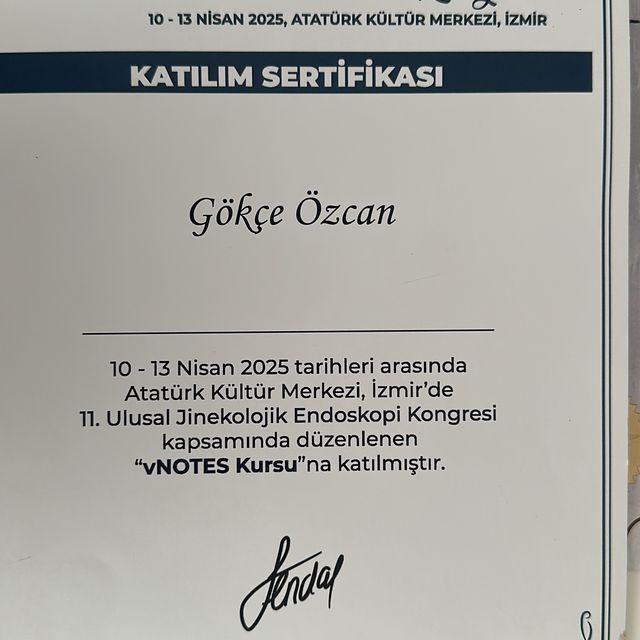 10 - 13 NİSAN 2025, ATATÜRK KÜLTÜR MERKEZİ, İZMİR
KATILIM SERTİFİKASI
Gökçe Özcan
10 - 13 Nisan 2025 tarihleri arasında
Atatürk Kültür Merkezi, İzmir'de
11. Ulusal Jinekolojik Endoskopi Kongresi
kapsamında düzenlenen
“vNOTES Kursu”na katılmıştır.